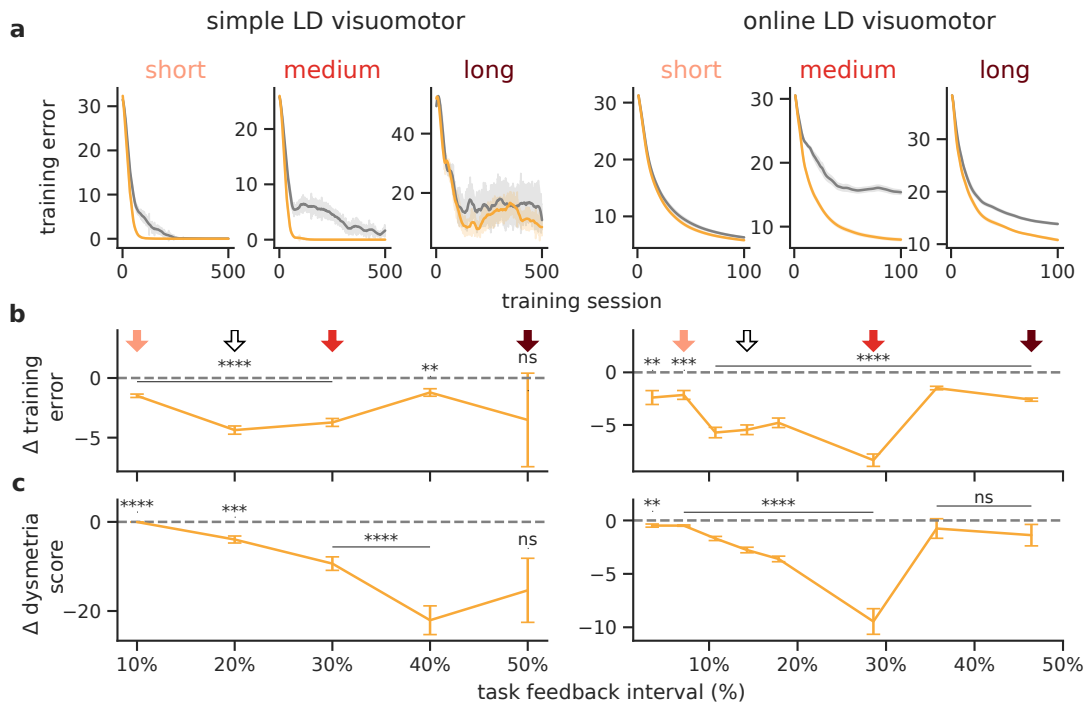 simple LD visuomotor
online LD visuomotor
a
short
medium
long
short
medium
long
training error
30
20
10
0
20
10
0
40
20
30
20
10
30
20
10
30
20
10
0
500
0
500
0
500
0
100
0
100
0
100
training session
b
Δ training
error
0
−5
****
**
ns
0
−5
**
***
****
c
Δ dysmetria
score
0
−20
****
***
****
ns
0
−5
−10
**
****
ns
10%
20%
30%
40%
50%
10%
20%
30%
40%
50%
task feedback interval (%)